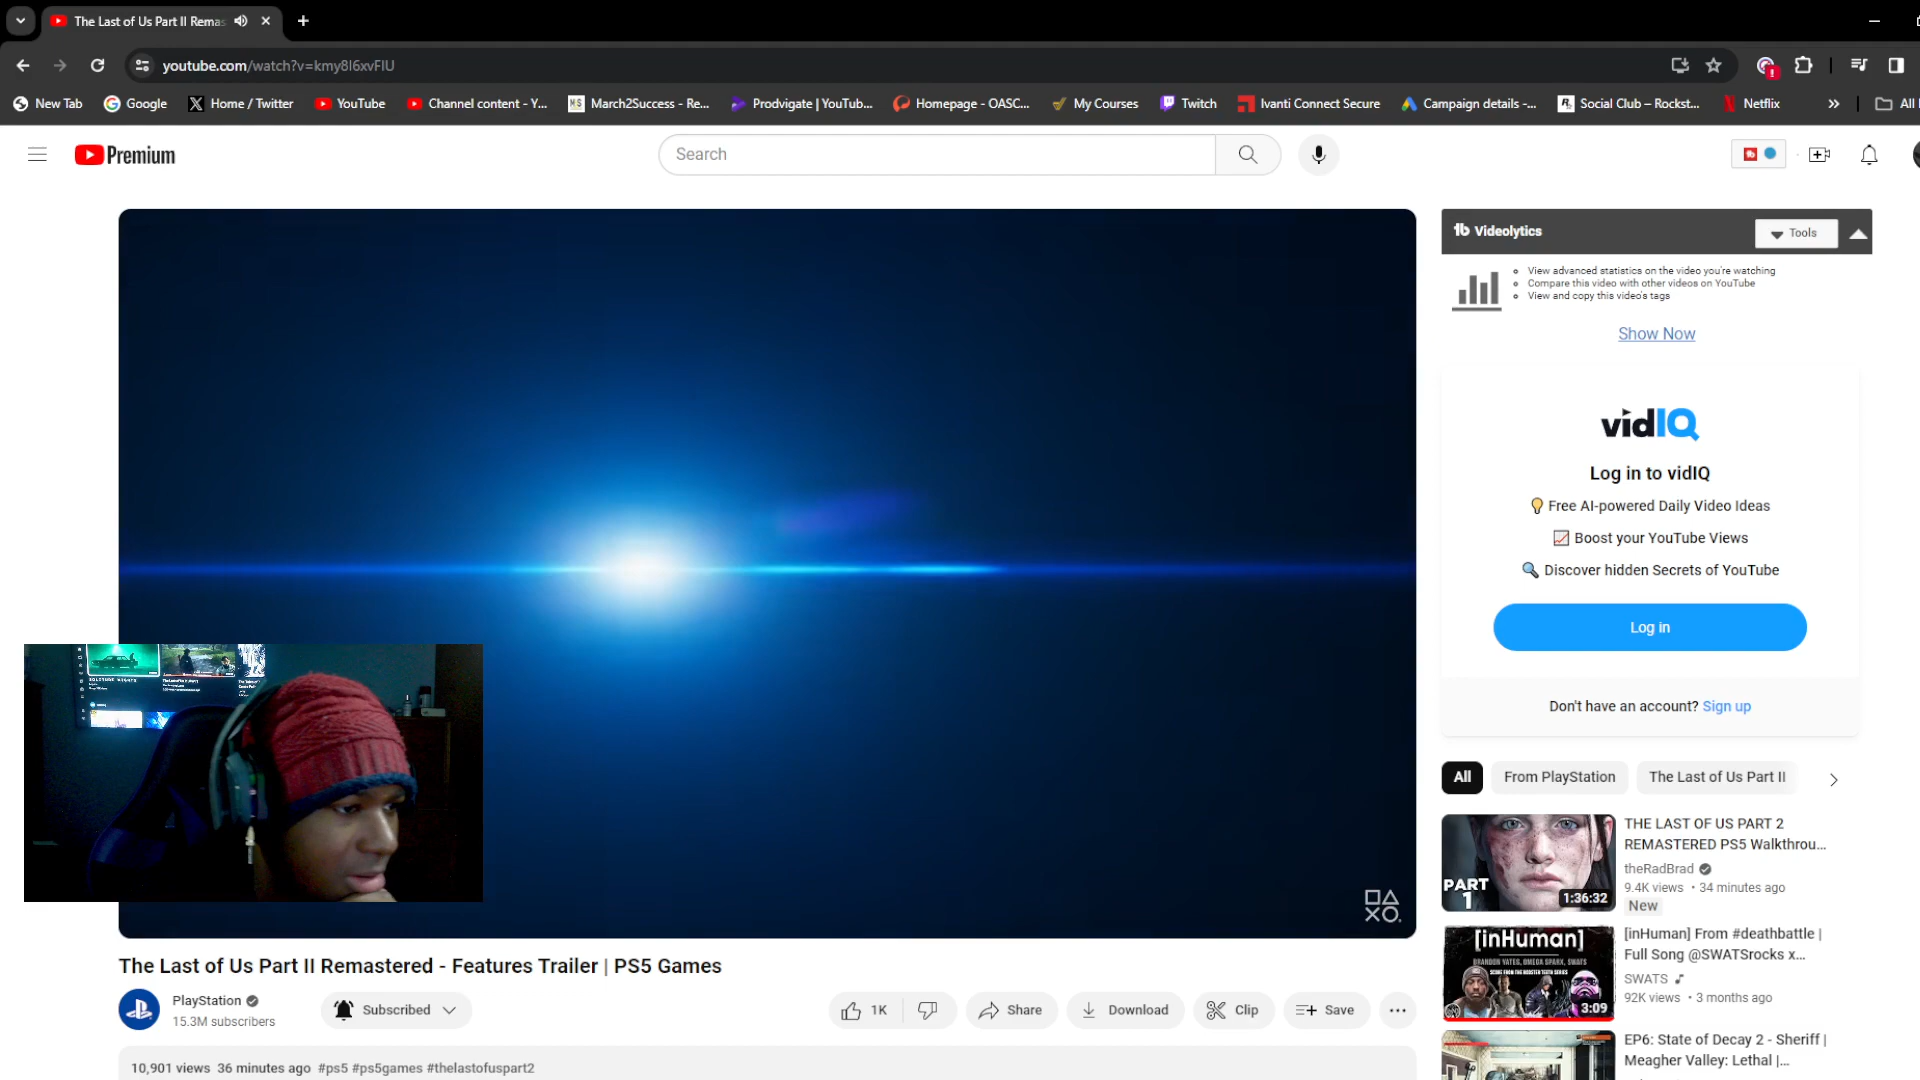 The Last of Us Part II Remas
youtube.com/watch?v=kmy8l6xvFIU
New Tab
Google
Home / Twitter
YouTube
Channel content - Y...
March2Success - Re...
Prodvigate | YouTub...
Homepage - OASC...
My Courses
Twitch
Ivanti Connect Secure
Campaign details -...
Social Club – Rockst...
Netflix
All
Premium
Search
Videolytics
Tools
View advanced statistics on the video you're watching
Compare this video with other videos on YouTube
View and copy this video's tags
Show Now
vidIQ
Log in to vidIQ
Free AI-powered Daily Video Ideas
Boost your YouTube Views
Discover hidden Secrets of YouTube
Log in
Don't have an account? Sign up
All
From PlayStation
The Last of Us Part II
PART
1
1:36:32
THE LAST OF US PART 2
REMASTERED PS5 Walkthrou...
theRadBrad
9.4K views • 34 minutes ago
New
[inHuman]
BRANDON YATES, OMEGA SPARX, SWATS
3:09
[inHuman] From #deathbattle |
Full Song @SWATSrocks x...
SWATS
92K views • 3 months ago
EP6: State of Decay 2 - Sheriff |
Meagher Valley: Lethal |...
The Last of Us Part II Remastered - Features Trailer | PS5 Games
PlayStation
15.3M subscribers
Subscribed
1K
Share
Download
Clip
Save
10,901 views 36 minutes ago #ps5 #ps5games #thelastofuspart2